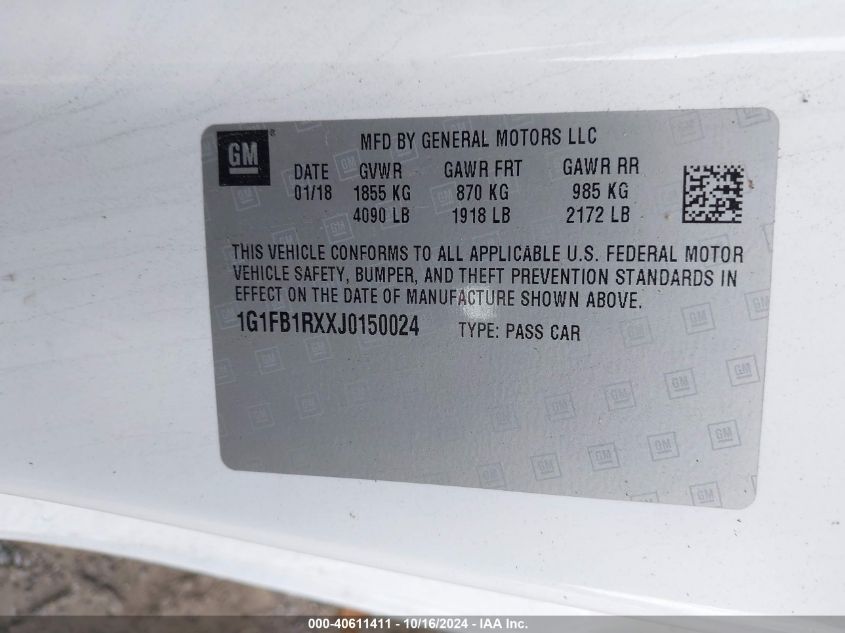 GM ®
MFD BY GENERAL MOTORS LLC
DATE GVWR GAWR FRT GAWR RR
01/18 1855 KG 870 KG 985 KG
4090 LB 1918 LB 2172 LB
THIS VEHICLE CONFORMS TO ALL APPLICABLE U.S. FEDERAL MOTOR
VEHICLE SAFETY, BUMPER, AND THEFT PREVENTION STANDARDS IN
EFFECT ON THE DATE OF MANUFACTURE SHOWN ABOVE.
1G1FB1RXXJ0150024 TYPE: PASS CAR
000-40611411 - 10/16/2024 - IAA Inc.